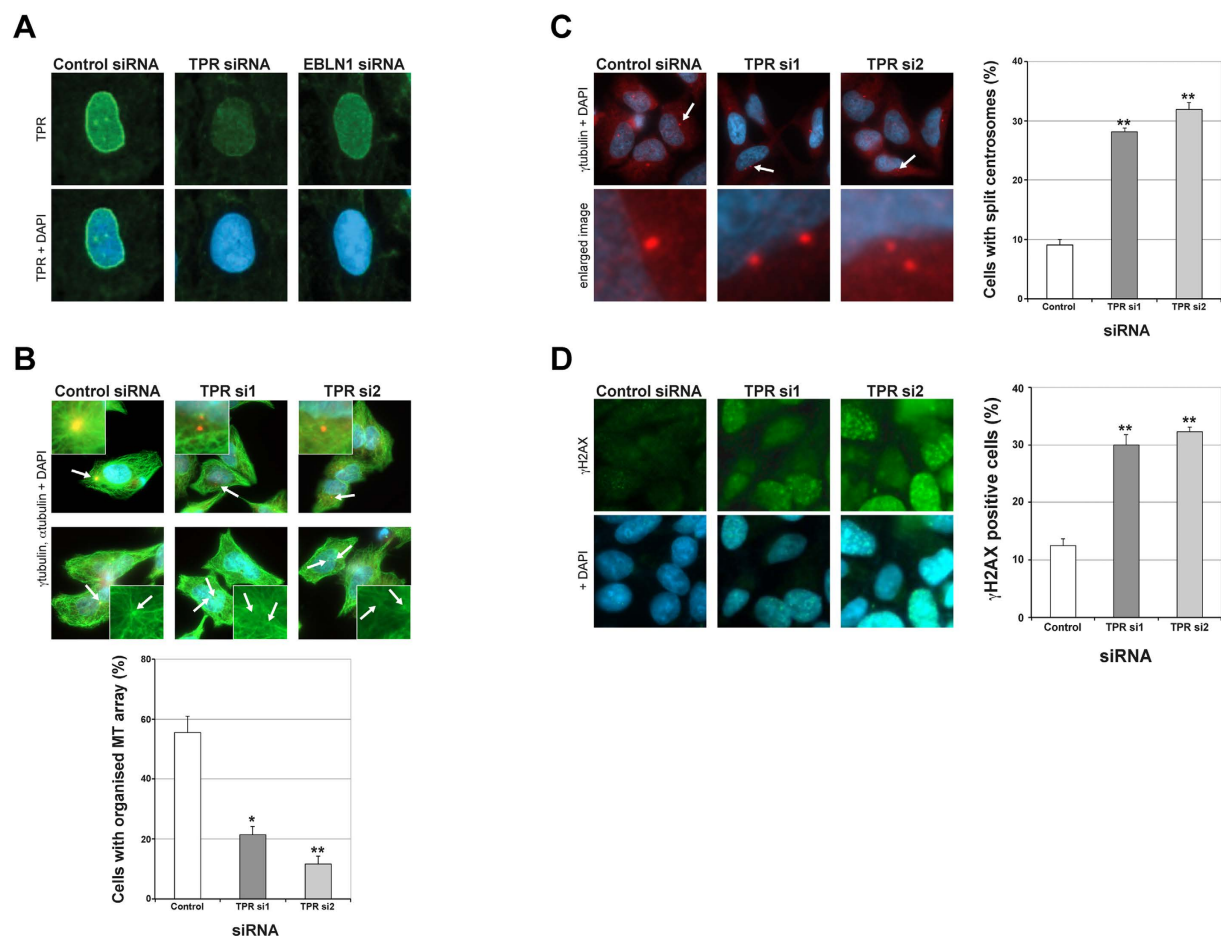 A
Control siRNA TPR siRNA EBLN1 siRNA
TPR
TPR + DAPI
B
Control siRNA TPR si1 TPR si2
γtubulin, αtubulin + DAPI
80
60
40
20
0
Cells with organised MT array (%)
*
**
Control TPR si1 TPR si2
siRNA
C
Control siRNA TPR si1 TPR si2
γtubulin + DAPI
enlarged image
40
30
20
10
0
Cells with split centrosomes (%)
**
**
Control TPR si1 TPR si2
siRNA
D
Control siRNA TPR si1 TPR si2
γH2AX
+ DAPI
40
30
20
10
0
γH2AX positive cells (%)
**
**
Control TPR si1 TPR si2
siRNA